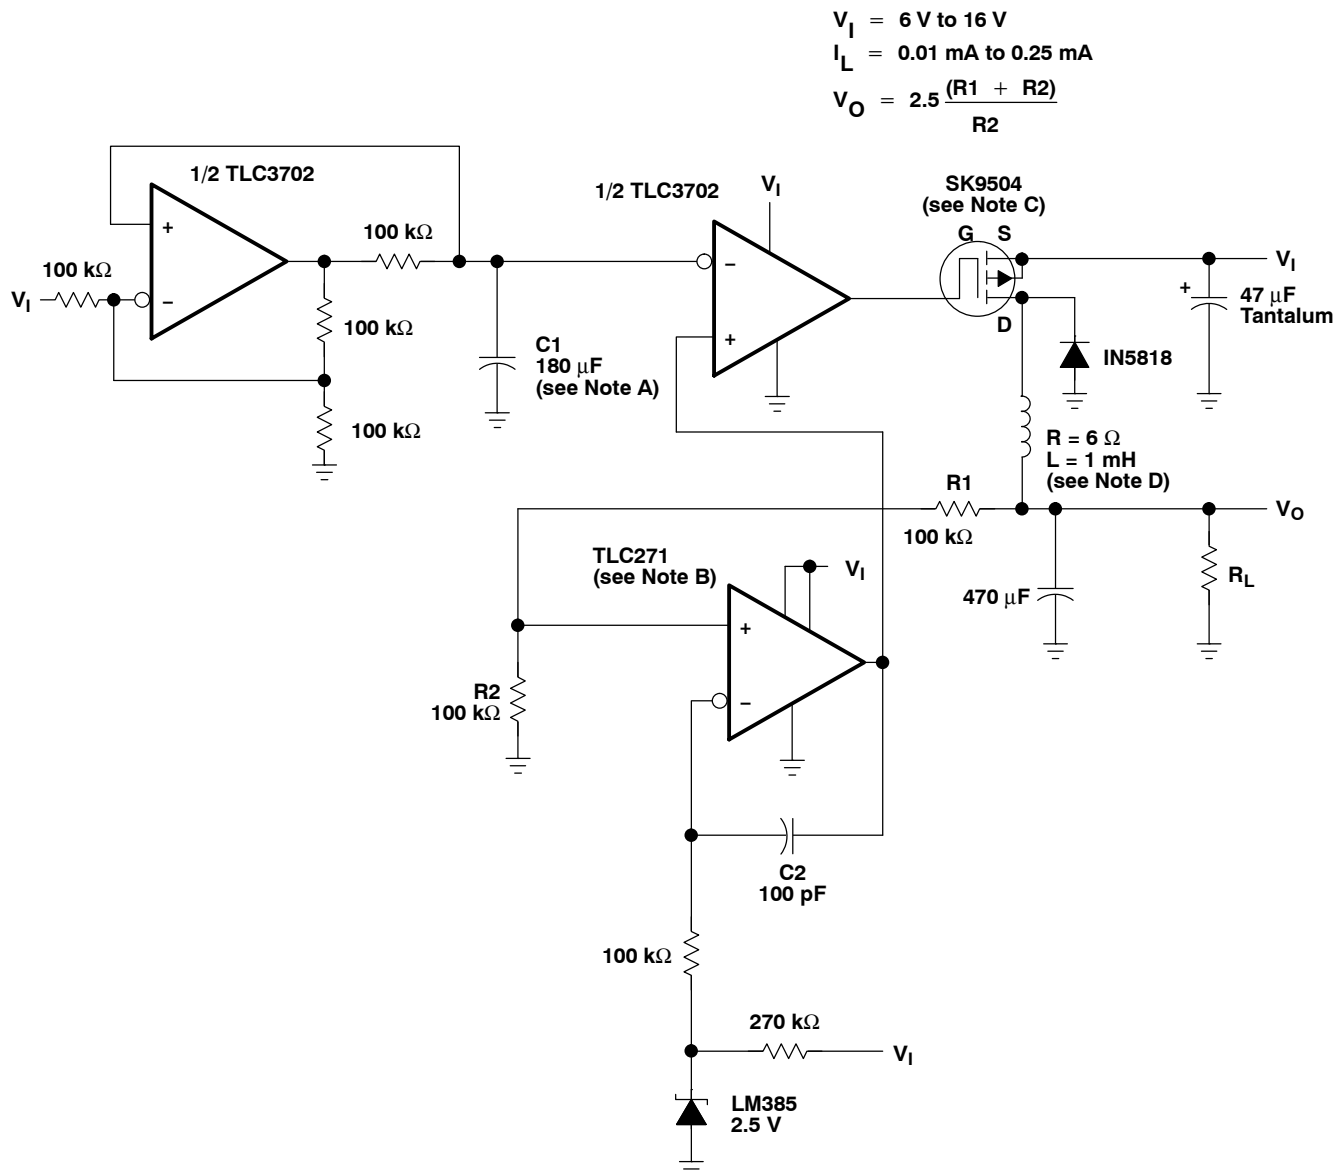 V_I = 6 V to 16 V
I_L = 0.01 mA to 0.25 mA
V_O = 2.5 (R1 + R2)
R2
1/2 TLC3702
+
−
100 kΩ
V_I
100 kΩ
100 kΩ
100 kΩ
C1
180 μF
(see Note A)
1/2 TLC3702
V_I
−
+
SK9504
(see Note C)
G S
D
V_I
+
47 μF
Tantalum
IN5818
R = 6 Ω
L = 1 mH
(see Note D)
R1
100 kΩ
V_O
470 μF
R_L
TLC271
(see Note B)
V_I
+
−
R2
100 kΩ
C2
100 pF
100 kΩ
270 kΩ
V_I
LM385
2.5 V